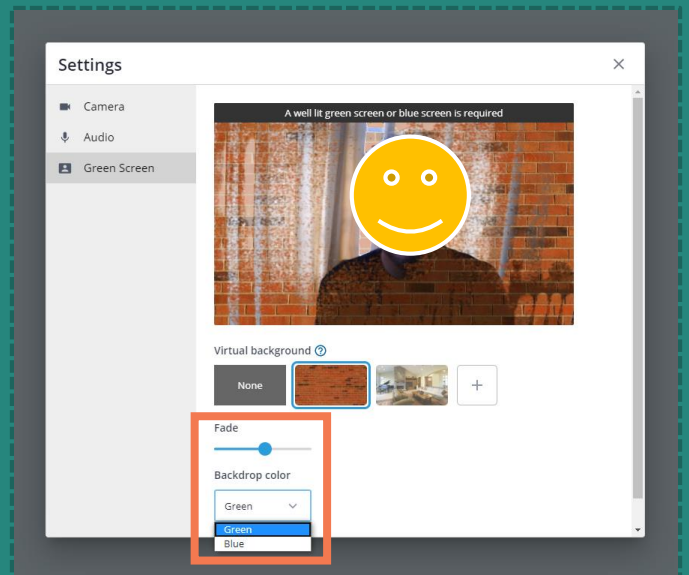 Settings
Camera
Audio
Green Screen
A well lit green screen or blue screen is required
Virtual background
None
Fade
Backdrop color
Green
Green
Blue